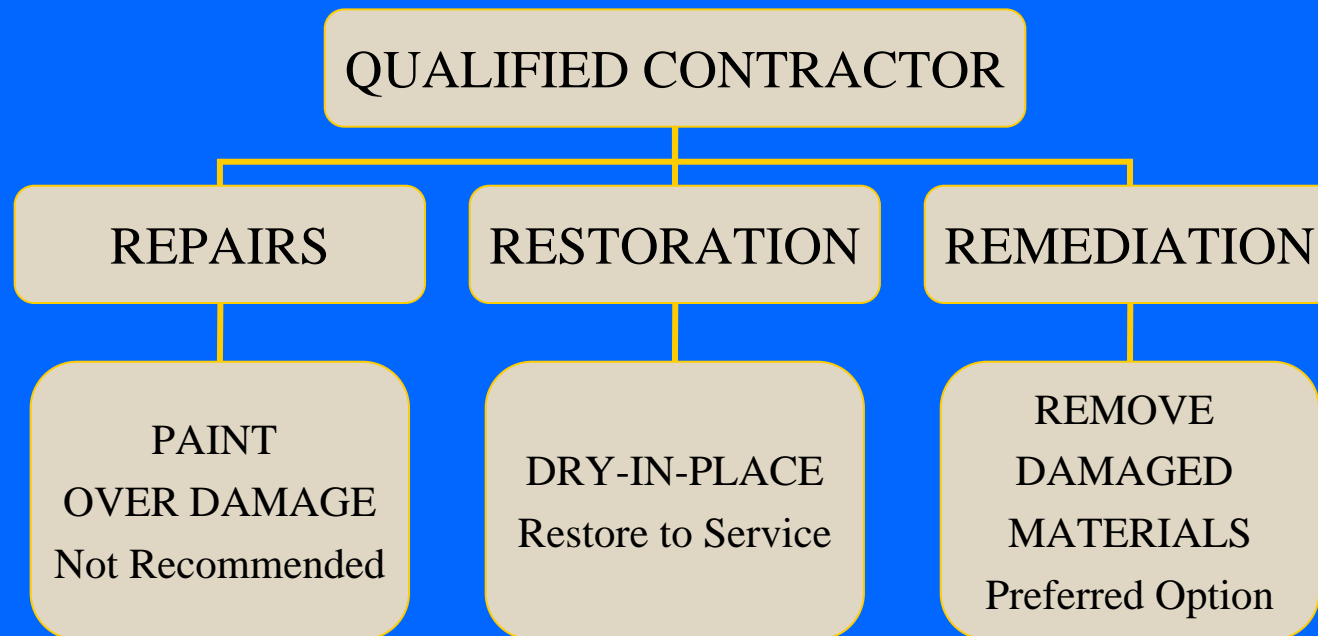 QUALIFIED CONTRACTOR
REPAIRS
RESTORATION
REMEDIATION
PAINT
OVER DAMAGE
Not Recommended
DRY-IN-PLACE
Restore to Service
REMOVE
DAMAGED
MATERIALS
Preferred Option